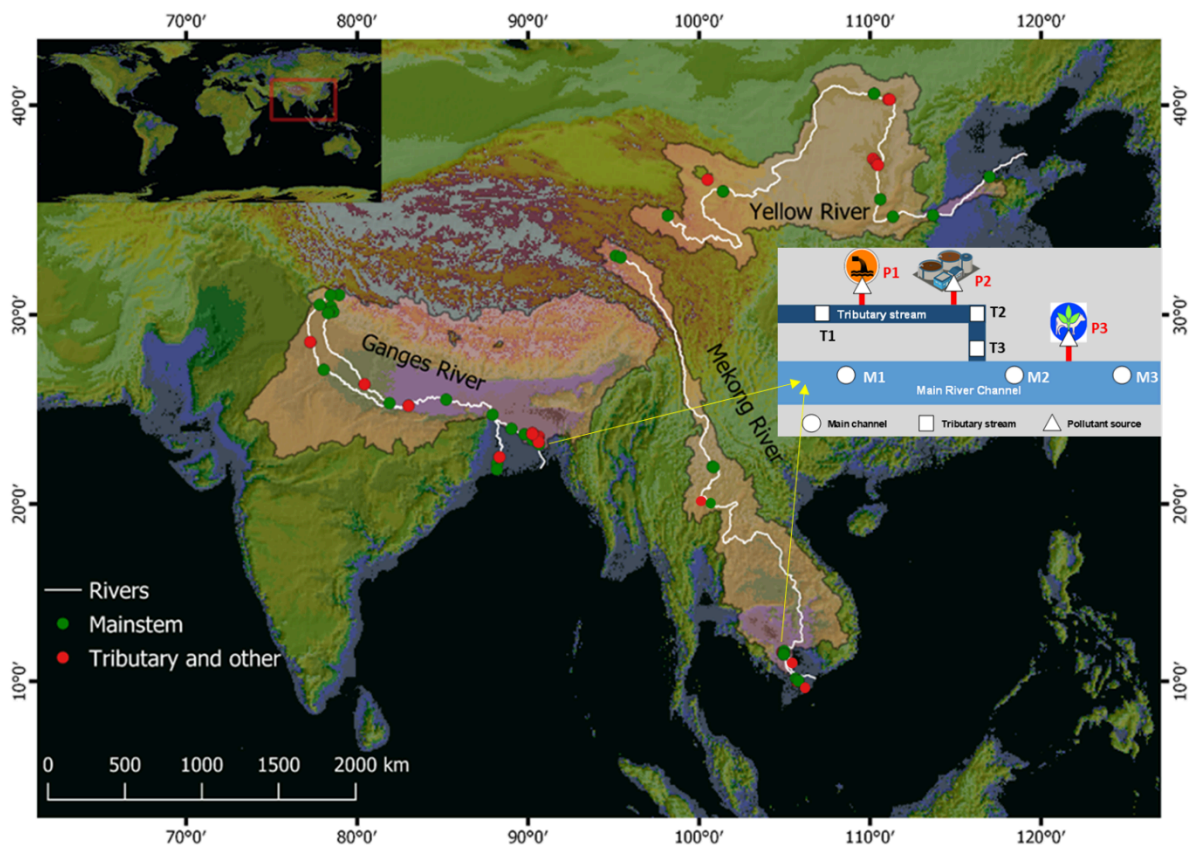 70°0′ 80°0′ 90°0′ 100°0′ 110°0′ 120°0′
40°0′ 40°0′
Yellow River
P1 P2
30°0′ 30°0′
Tributary stream T2
T1
P3
T3
Ganges River
Mekong River
M1 M2 M3
Main River Channel
Main channel Tributary stream Pollutant source
20°0′ 20°0′
Rivers
Mainstem
Tributary and other
10°0′ 10°0′
0 500 1000 1500 2000 km
70°0′ 80°0′ 90°0′ 100°0′ 110°0′ 120°0′